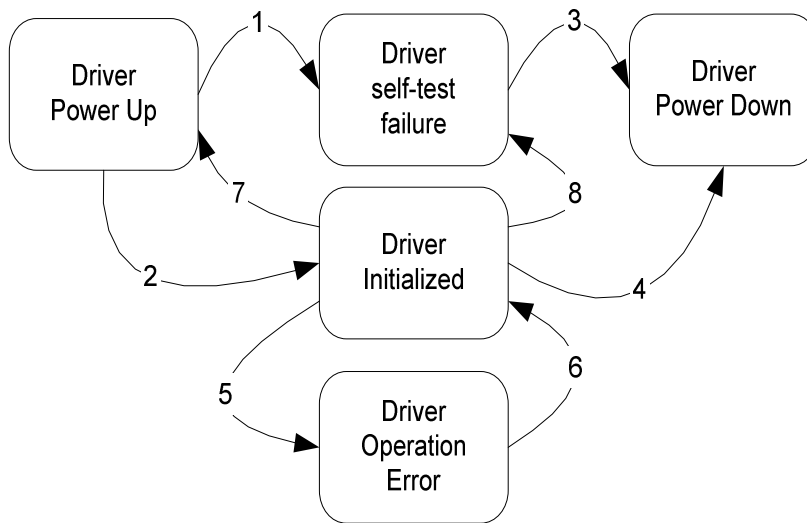 Driver
Power Up
1
Driver
self-test
failure
3
Driver
Power Down
7
8
2
Driver
Initialized
4
5
6
Driver
Operation
Error